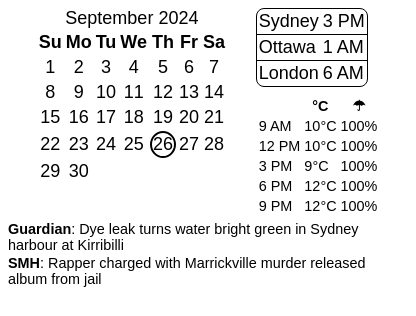 September 2024
Su Mo Tu We Th Fr Sa
1 2 3 4 5 6 7
8 9 10 11 12 13 14
15 16 17 18 19 20 21
22 23 24 25 26 27 28
29 30
Sydney 3 PM
Ottawa 1 AM
London 6 AM
°C ☂
9 AM 10°C 100%
12 PM 10°C 100%
3 PM 9°C 100%
6 PM 12°C 100%
9 PM 12°C 100%
Guardian: Dye leak turns water bright green in Sydney
harbour at Kirribilli
SMH: Rapper charged with Marrickville murder released
album from jail